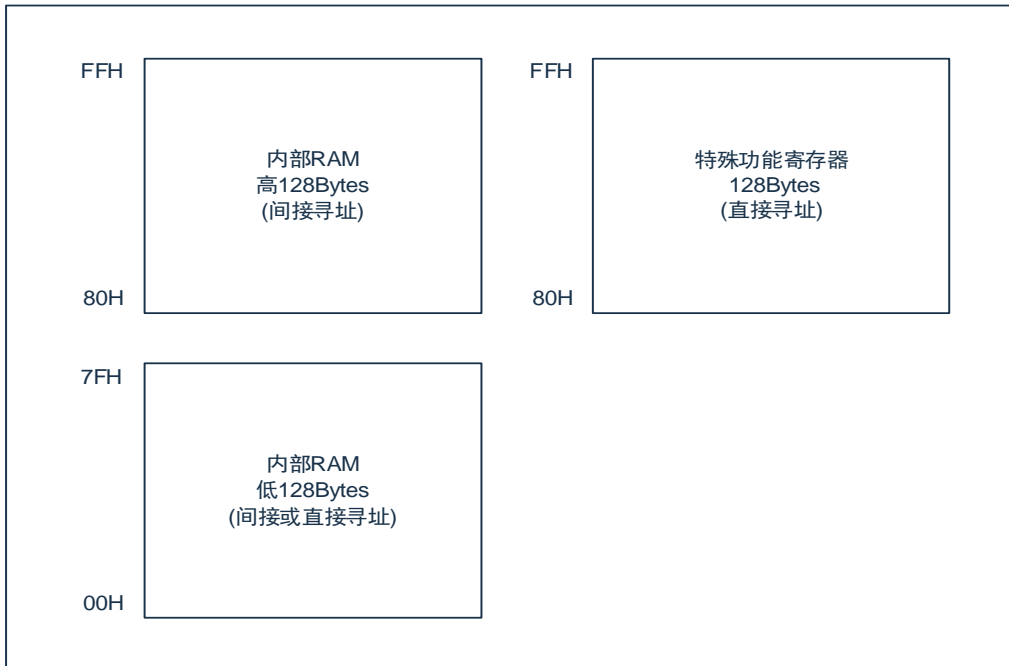 FFH
内部RAM
高128Bytes
(间接寻址)
80H
FFH
特殊功能寄存器
128Bytes
(直接寻址)
80H
7FH
内部RAM
低128Bytes
(间接或直接寻址)
00H